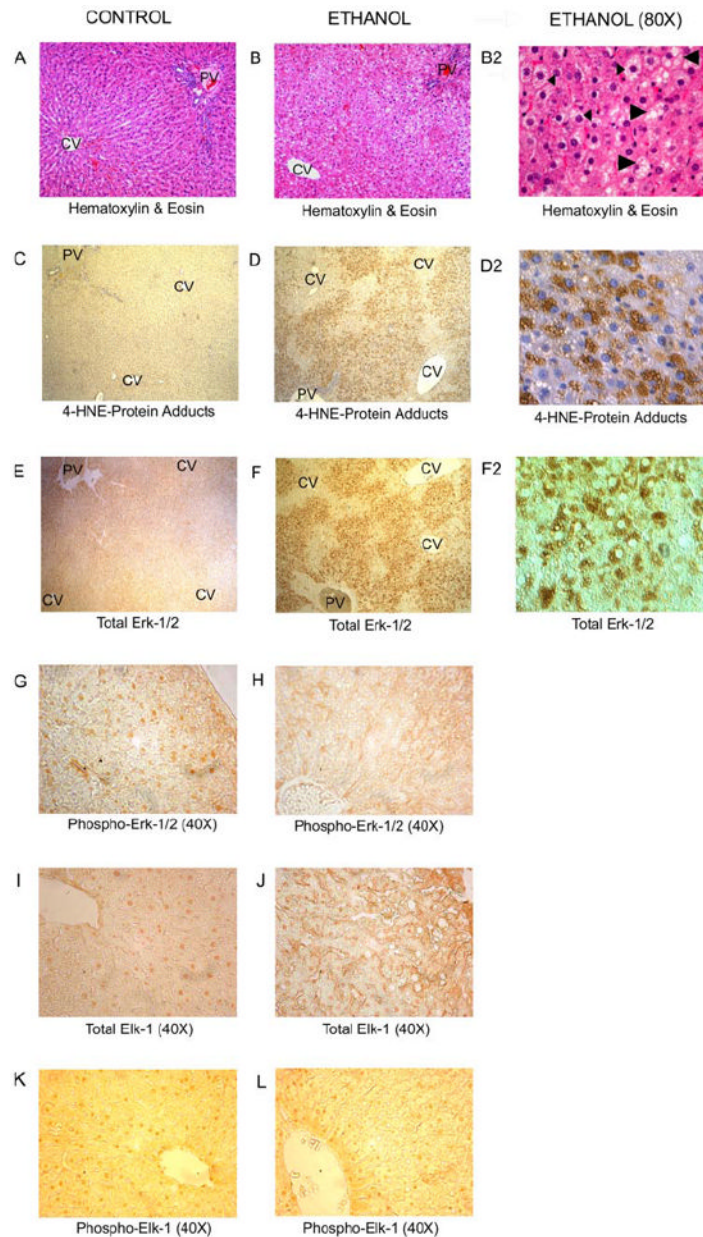 CONTROL ETHANOL ETHANOL (80X)
A B B2
PV PV
CV CV
Hematoxylin & Eosin Hematoxylin & Eosin Hematoxylin & Eosin
C D D2
PV CV CV CV
CV PV CV
4-HNE-Protein Adducts 4-HNE-Protein Adducts 4-HNE-Protein Adducts
E F F2
PV CV CV CV
CV
CV CV PV
Total Erk-1/2 Total Erk-1/2 Total Erk-1/2
G H
Phospho-Erk-1/2 (40X) Phospho-Erk-1/2 (40X)
I J
Total Elk-1 (40X) Total Elk-1 (40X)
K L
Phospho-Elk-1 (40X) Phospho-Elk-1 (40X)